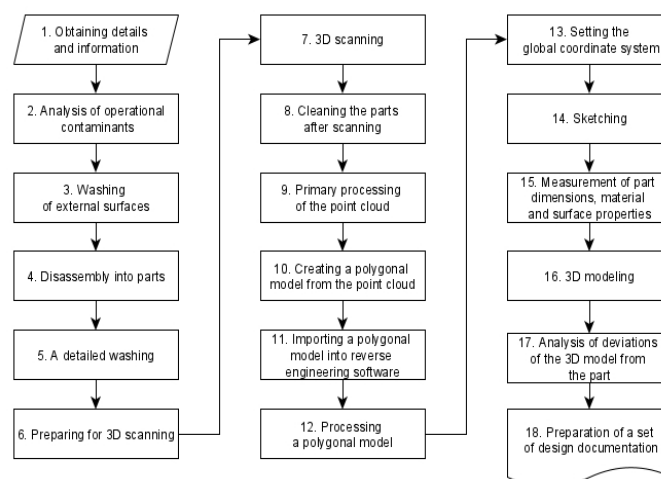 1. Obtaining details
and information
2. Analysis of operational
contaminants
3. Washing
of external surfaces
4. Disassembly into parts
5. A detailed washing
6. Preparing for 3D scanning
7. 3D scanning
8. Cleaning the parts
after scanning
9. Primary processing
of the point cloud
10. Creating a polygonal
model from the point cloud
11. Importing a polygonal
model into reverse
engineering software
12. Processing
a polygonal model
13. Setting the
global coordinate system
14. Sketching
15. Measurement of part
dimensions, material
and surface properties
16. 3D modeling
17. Analysis of deviations
of the 3D model from
the part
18. Preparation of a set
of design documentation